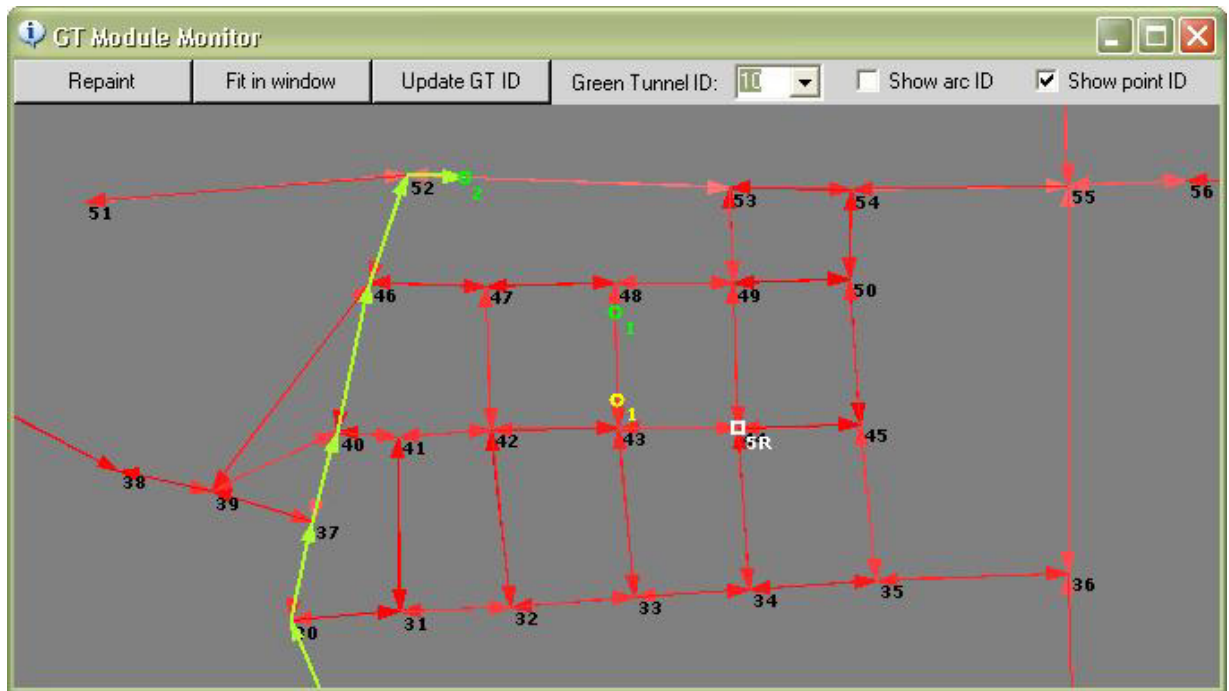 GT Module Monitor
Repaint Fit in window Update GT ID Green Tunnel ID: 10 Show arc ID Show point ID
51 52 2 53 54 55 56
46 47 48 49 50
1
1
40 41 42 43 5R 45
38 39
37
36
31 32 33 34 35